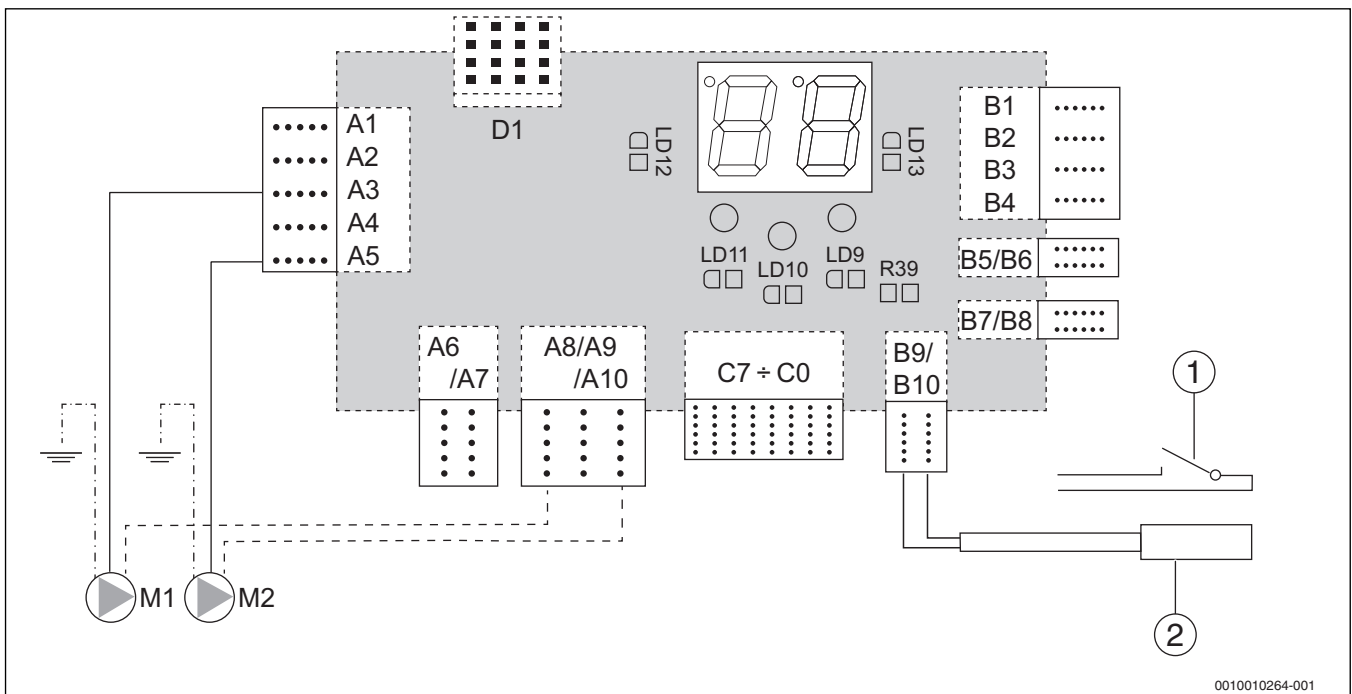 D1
A1
A2
A3
A4
A5
LD12
88
LD13
B1
B2
B3
B4
B5/B6
B7/B8
LD11
LD10
LD9
R39
A6
/A7
A8/A9
/A10
C7 ÷ C0
B9/
B10
1
2
M1
M2
0010010264-001